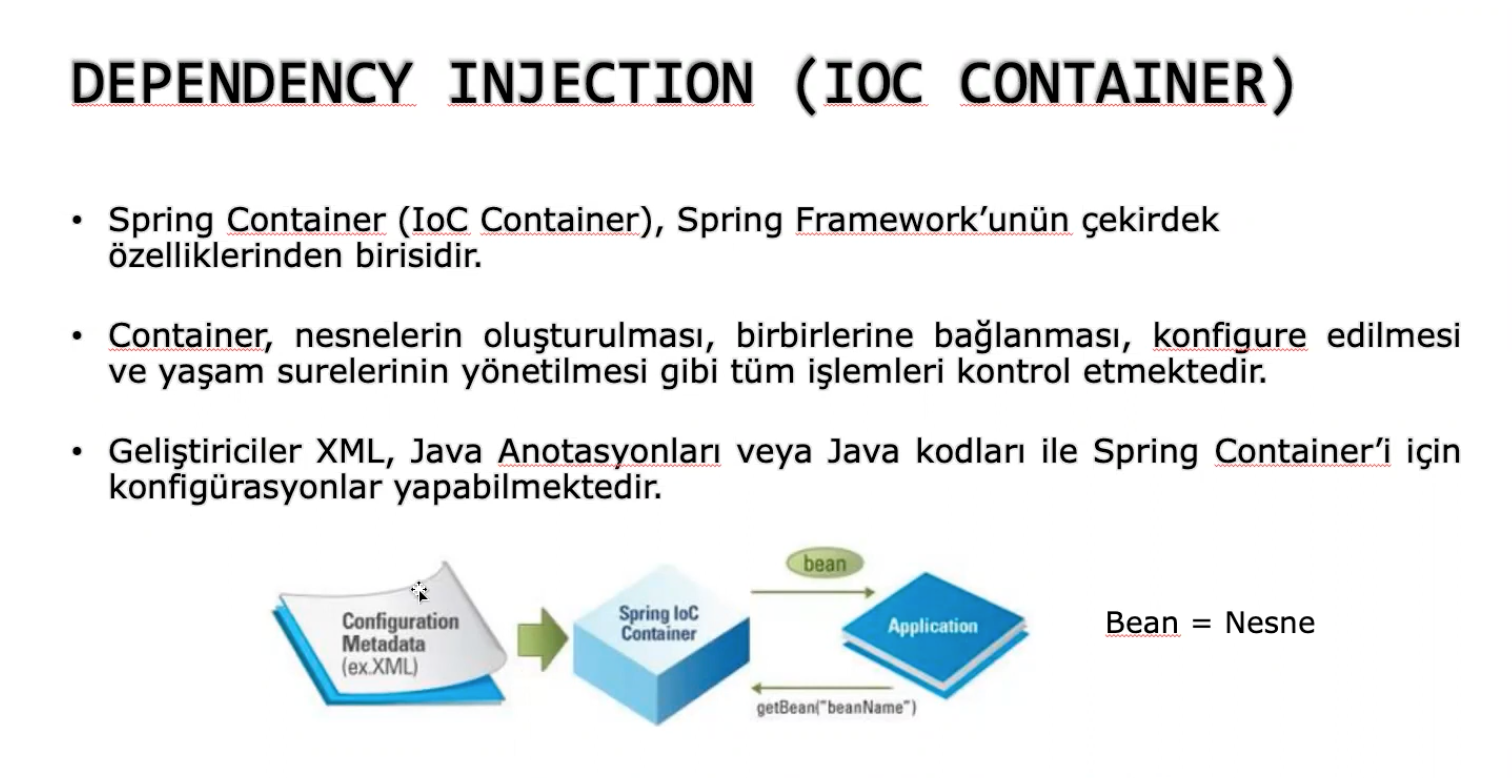 DEPENDENCY INJECTION (IOC CONTAINER)
• Spring Container (IoC Container), Spring Framework’unün çekirdek
özelliklerinden birisidir.
• Container, nesnelerin oluşturulması, birbirlerine bağlanması, konfigure edilmesi
ve yaşam surelerinin yönetilmesi gibi tüm işlemleri kontrol etmektedir.
• Geliştiriciler XML, Java Anotasyonları veya Java kodları ile Spring Container’i için
konfigürasyonlar yapabilmektedir.
Configuration
Metadata
(ex.XML)
Spring IoC
Container
bean
getBean("beanName")
Application
Bean = Nesne